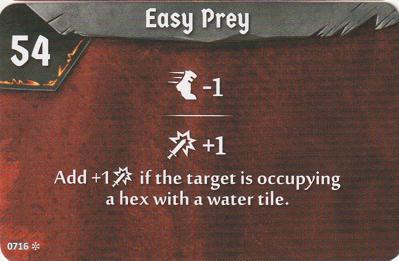 Easy Prey
54
-1
+1
Add +1 if the target is occupying
a hex with a water tile.
0716 *